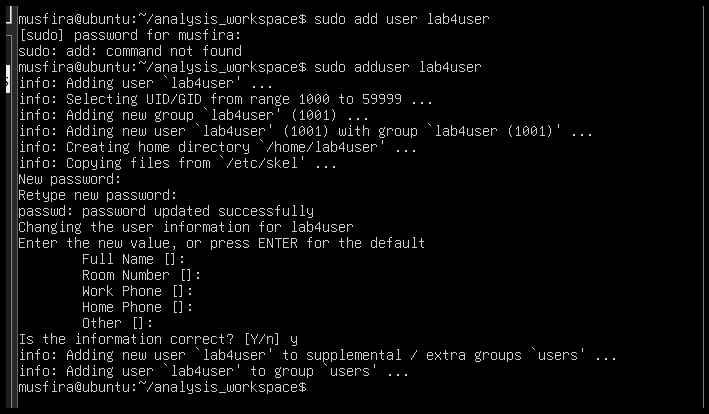 musfira@ubuntu:~/analysis_workspace$ sudo add user lab4user
[sudo] password for musfira:
sudo: add: command not found
musfira@ubuntu:~/analysis_workspace$ sudo adduser lab4user
info: Adding user `lab4user' ...
info: Selecting UID/GID from range 1000 to 59999 ...
info: Adding new group `lab4user' (1001) ...
info: Adding new user `lab4user' (1001) with group `lab4user (1001)' ...
info: Creating home directory `/home/lab4user' ...
info: Copying files from `/etc/skel' ...
New password:
Retype new password:
passwd: password updated successfully
Changing the user information for lab4user
Enter the new value, or press ENTER for the default
Full Name []:
Room Number []:
Work Phone []:
Home Phone []:
Other []:
Is the information correct? [Y/n] y
info: Adding new user `lab4user' to supplemental / extra groups `users' ...
info: Adding user `lab4user' to group `users' ...
musfira@ubuntu:~/analysis_workspace$